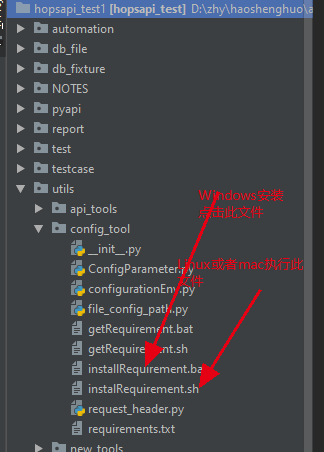 hopsapi_test1 [hopsapi_test] D:\zhy\haoshenghuo\a
automation
db_file
db_fixture
NOTES
pyapi
report
test
testcase
utils
Windows安装
点击此文件
api_tools
config_tool
__init__.py
Linux或者mac执行此
文件
ConfigParameter.py
configurationEnv.py
file_config_path.py
getRequirement.bat
getRequirement.sh
installRequirement.bat
instalRequirement.sh
request_header.py
requirements.txt
new_tools